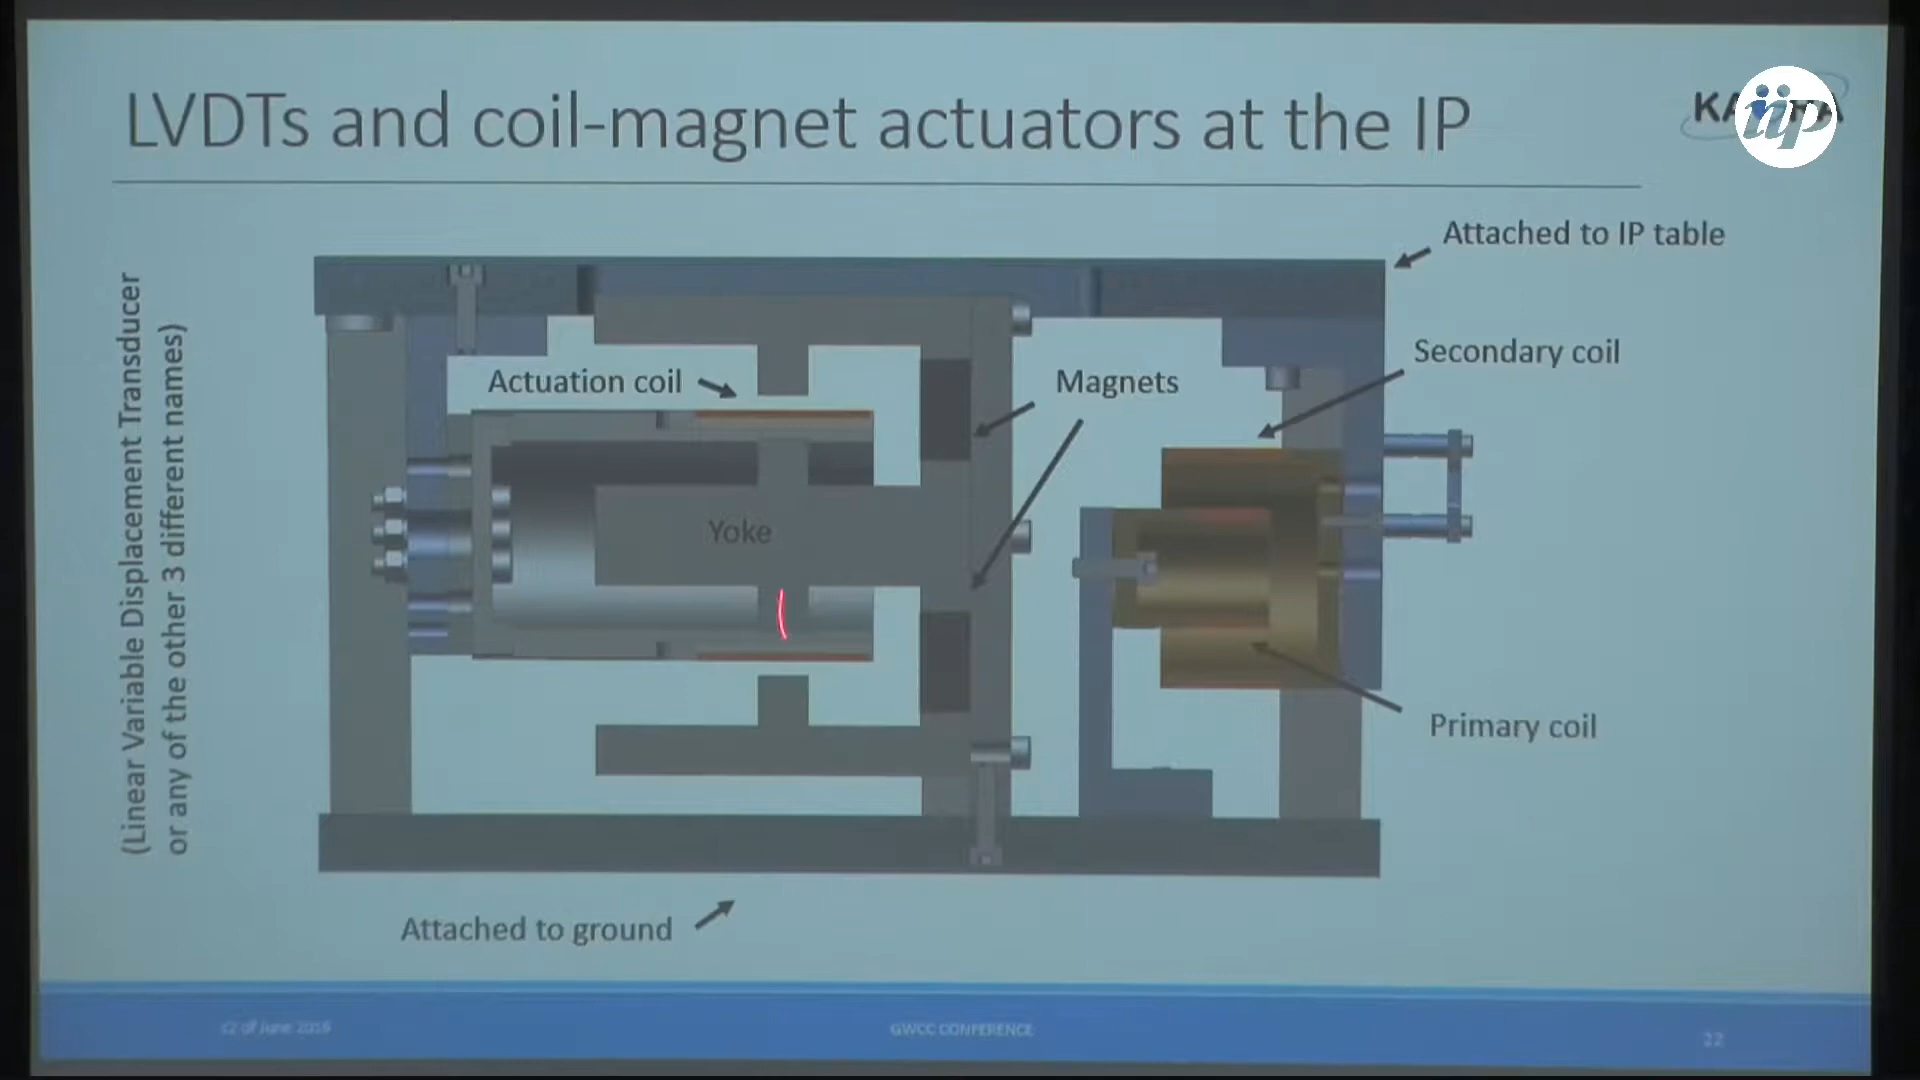 LVDTs and coil-magnet actuators at the IP
iip
(Linear Variable Displacement Transducer
or any of the other 3 different names)
Attached to IP table
Secondary coil
Actuation coil
Magnets
Yoke
Primary coil
Attached to ground
GWCC CONFERENCE
22